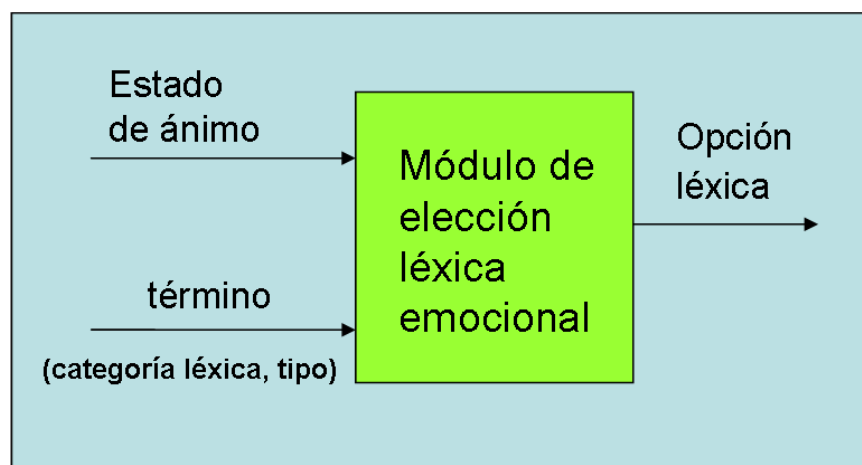 Estado
de ánimo
término
(categoría léxica, tipo)
Módulo de
elección
léxica
emocional
Opción
léxica